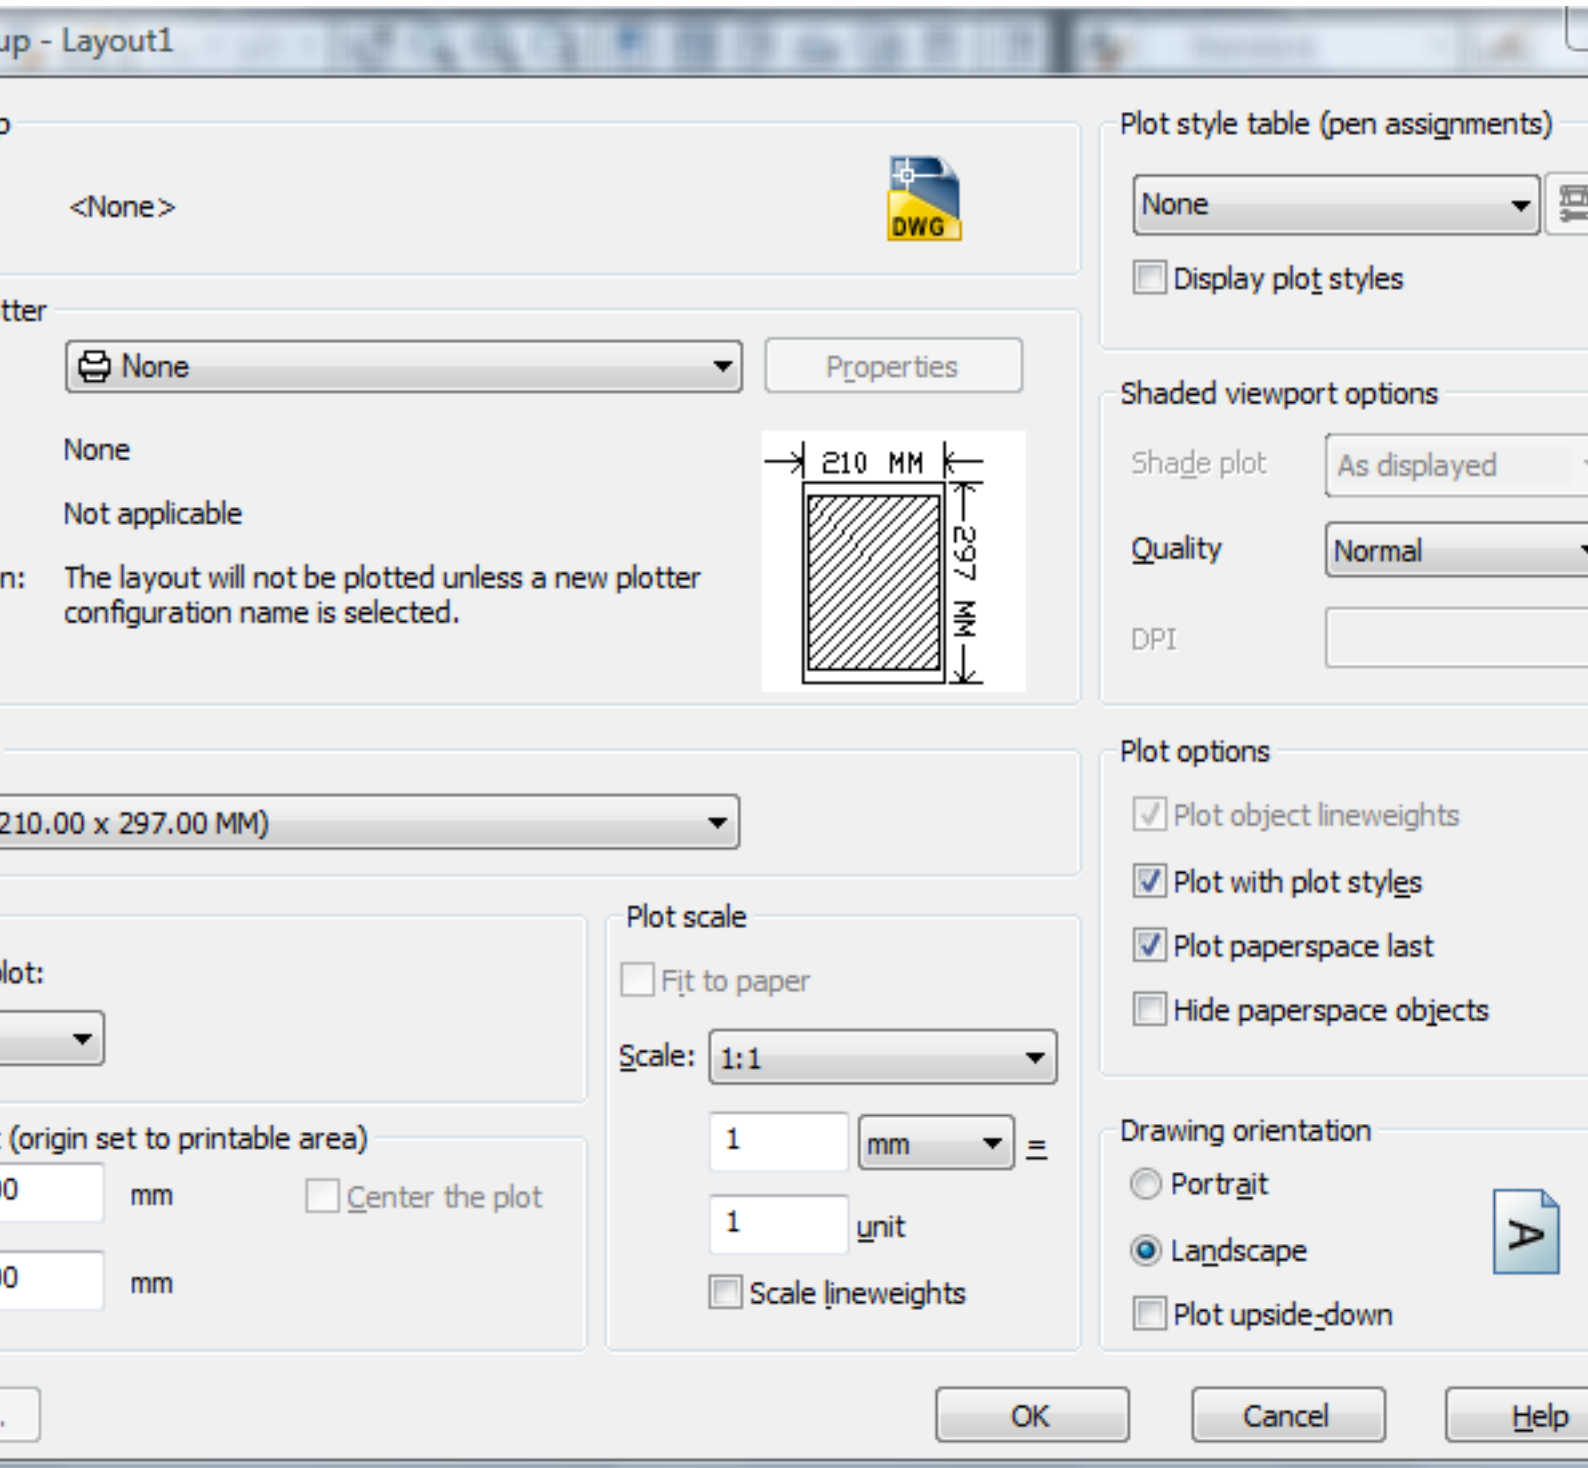 up - Layout1
p
<None>
DWG
tter
None
Properties
None
Not applicable
n: The layout will not be plotted unless a new plotter
configuration name is selected.
210 MM
297 MM
210.00 x 297.00 MM)
lot:
Plot scale
Fit to paper
Scale: 1:1
1 mm =
1 unit
Scale lineweights
t (origin set to printable area)
00 mm
Center the plot
00 mm
Plot style table (pen assignments)
None
Display plot styles
Shaded viewport options
Shade plot As displayed
Quality Normal
DPI
Plot options
Plot object lineweights
Plot with plot styles
Plot paperspace last
Hide paperspace objects
Drawing orientation
Portrait
Landscape
A
Plot upside-down
OK
Cancel
Help